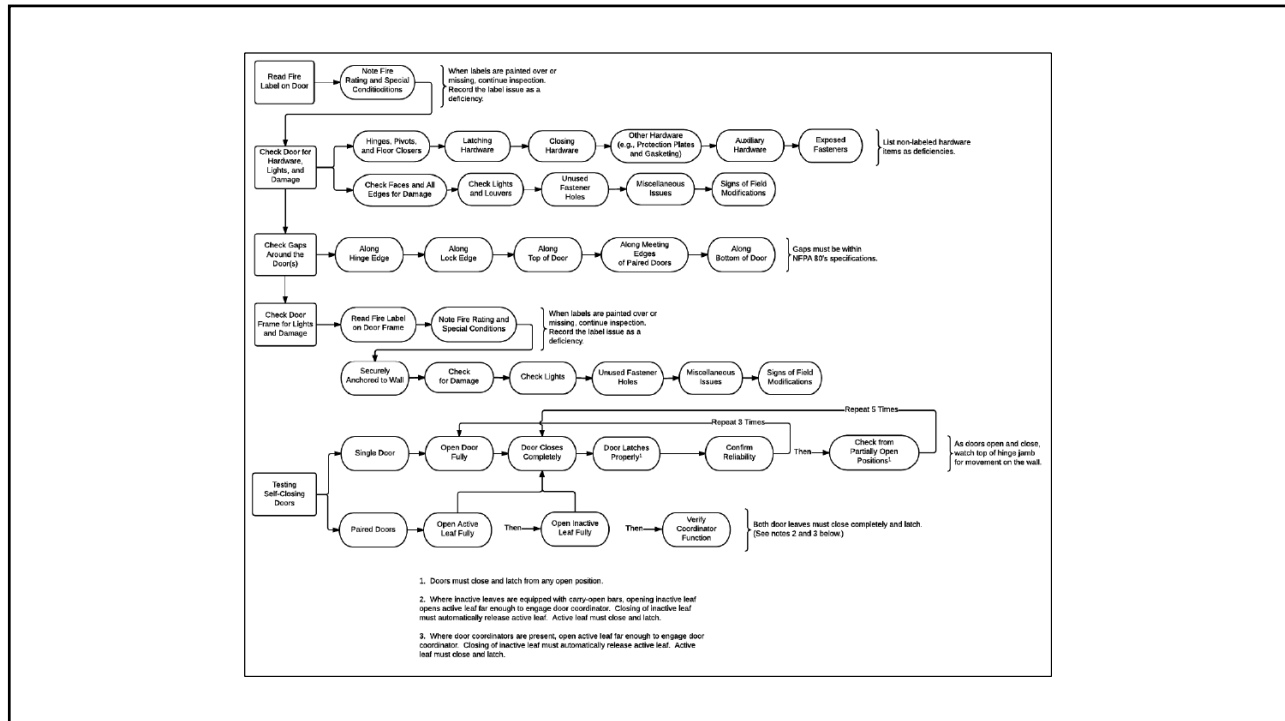 Read Fire
Label on Door
Note Fire
Rating and Special
Conditieditions
When labels are painted over or
missing, continue inspection.
Record the label issue as a
deficiency.
Check Door for
Hardware,
Lights, and
Damage
Hinges, Pivots,
and Floor Closers
Latching
Hardware
Closing
Hardware
Other Hardware
(e.g., Protection Plates
and Gasketing)
Auxiliary
Hardware
Exposed
Fasteners
List non-labeled hardware
items as deficiencies.
Check Faces and All
Edges for Damage
Check Lights
and Louvers
Unused
Fastener
Holes
Miscellaneous
Issues
Signs of Field
Modifications
Check Gaps
Around the
Door(s)
Along
Hinge Edge
Along
Lock Edge
Along
Top of Door
Along Meeting
Edges
of Paired Doors
Along
Bottom of Door
Gaps must be within
NFPA 80's specifications.
Check Door
Frame for Lights
and Damage
Read Fire Label
on Door Frame
Note Fire Rating and
Special Conditions
When labels are painted over or
missing, continue inspection.
Record the label issue as a
deficiency.
Securely
Anchored to Wall
Check
for Damage
Check Lights
Unused Fastener
Holes
Miscellaneous
Issues
Signs of Field
Modifications
Repeat 5 Times
Repeat 3 Times
Testing
Self-Closing
Doors
Single Door
Open Door
Fully
Door Closes
Completely
Door Latches
Properly¹
Confirm
Reliability
Then
Check from
Partially Open
Positions¹
As doors open and close,
watch top of hinge jamb
for movement on the wall.
Paired Doors
Open Active
Leaf Fully
Then
Open Inactive
Leaf Fully
Then
Verify
Coordinator
Function
Both door leaves must close completely and latch.
(See notes 2 and 3 below.)
1. Doors must close and latch from any open position.
2. Where inactive leaves are equipped with carry-open bars, opening inactive leaf
opens active leaf far enough to engage door coordinator. Closing of inactive leaf
must automatically release active leaf. Active leaf must close and latch.
3. Where door coordinators are present, open active leaf far enough to engage door
coordinator. Closing of inactive leaf must automatically release active leaf. Active
leaf must close and latch.